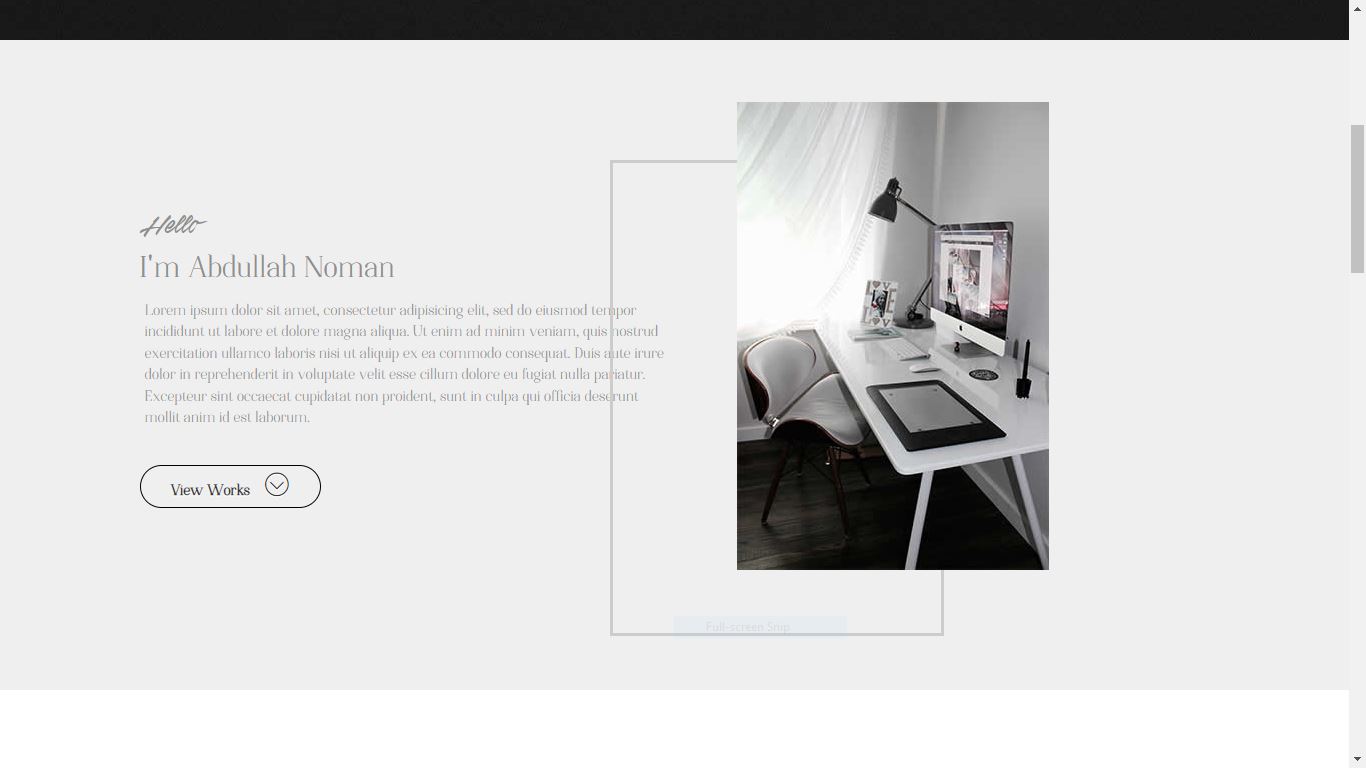 Hello
I'm Abdullah Noman
Lorem ipsum dolor sit amet, consectetur adipisicing elit, sed do eiusmod tempor
incididunt ut labore et dolore magna aliqua. Ut enim ad minim veniam, quis nostrud
exercitation ullamco laboris nisi ut aliquip ex ea commodo consequat. Duis aute irure
dolor in reprehenderit in voluptate velit esse cillum dolore eu fugiat nulla pariatur.
Excepteur sint occaecat cupidatat non proident, sunt in culpa qui officia deserunt
mollit anim id est laborum.
View Works
Full-screen Snip